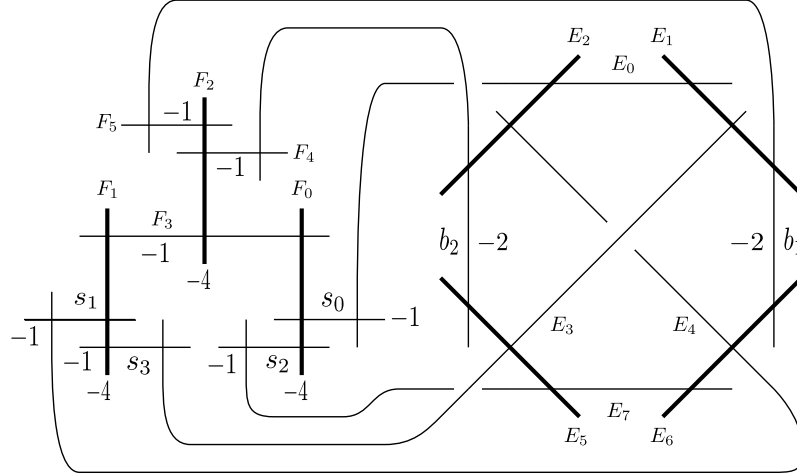 E₂ E₁
E₀
F₂
F₅ −1
−1 F₄
F₁ F₀
F₃
−1
b₂ −2 −2
−4
s₁ s₀
−1 −1 E₃ E₄
−1 s₃ −1 s₂
−4 −4
E₇
E₅ E₆